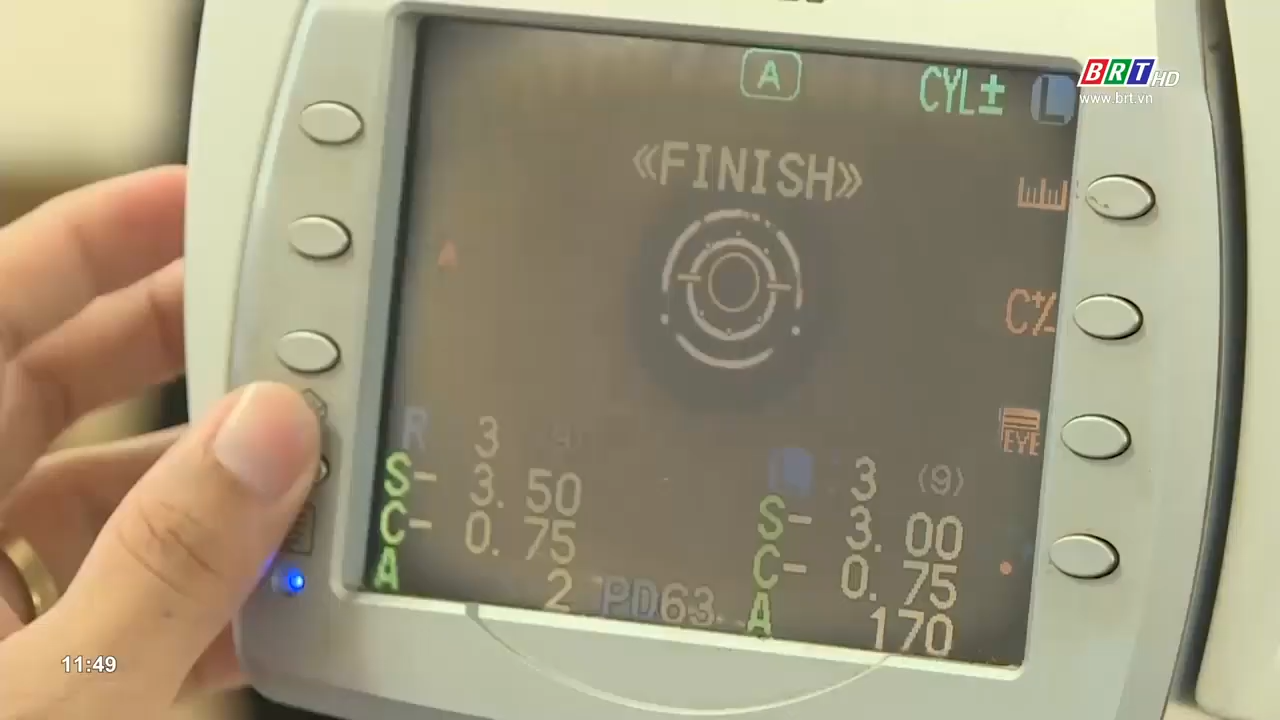 A CYL± L
BRT HD
www.brt.vn
«FINISH»
C+/-
EYE
R 3
S- 3.50
C- 0.75
A 2
PD63.
L 3 (9)
S- 3.00
C- 0.75
A 170
11:49